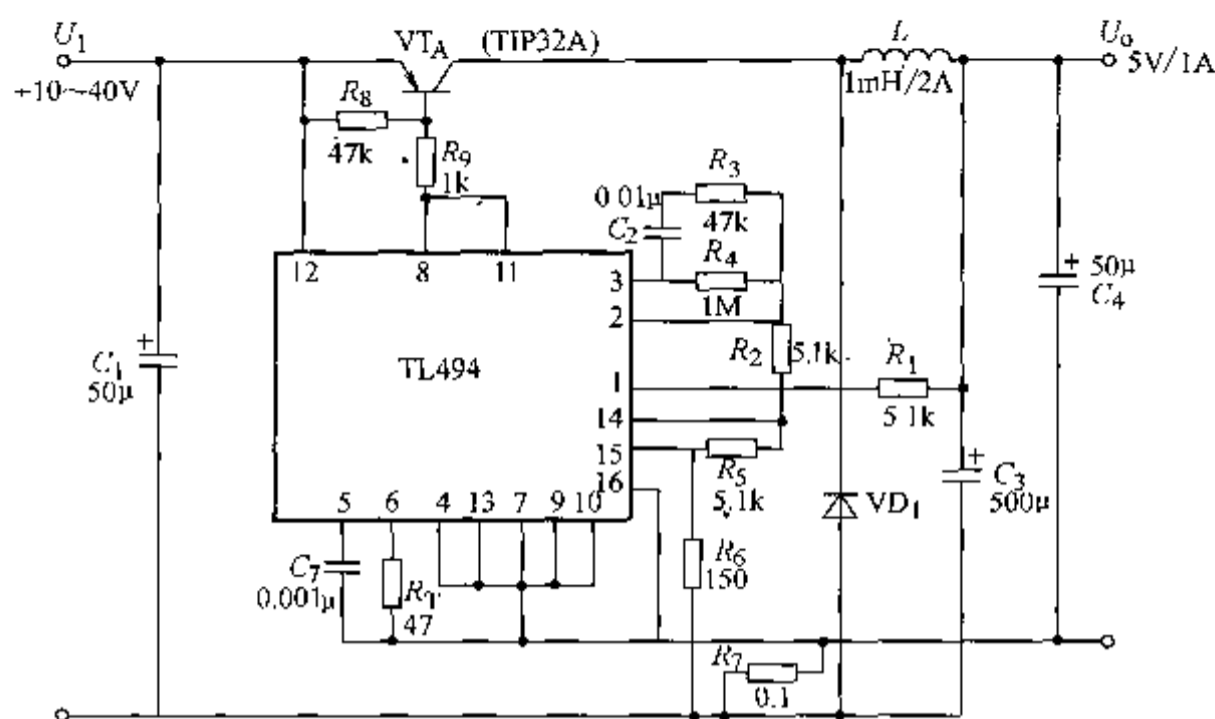 U₁
+10～40V
VT_A
(TIP32A)
L
1mH/2A
U₀
5V/1A
R₈
47k
R₉
1k
0.01μ
C₂
R₃
47k
R₄
1M
R₂
5.1k
R₁
5.1k
50μ
C₄
12
8
11
3
2
1
14
15
16
TL494
C₁
50μ
R₅
5.1k
C₃
500μ
VD₁
5
6
4
13
7
9
10
C₇
0.001μ
47
R₆
150
R₇
0.1